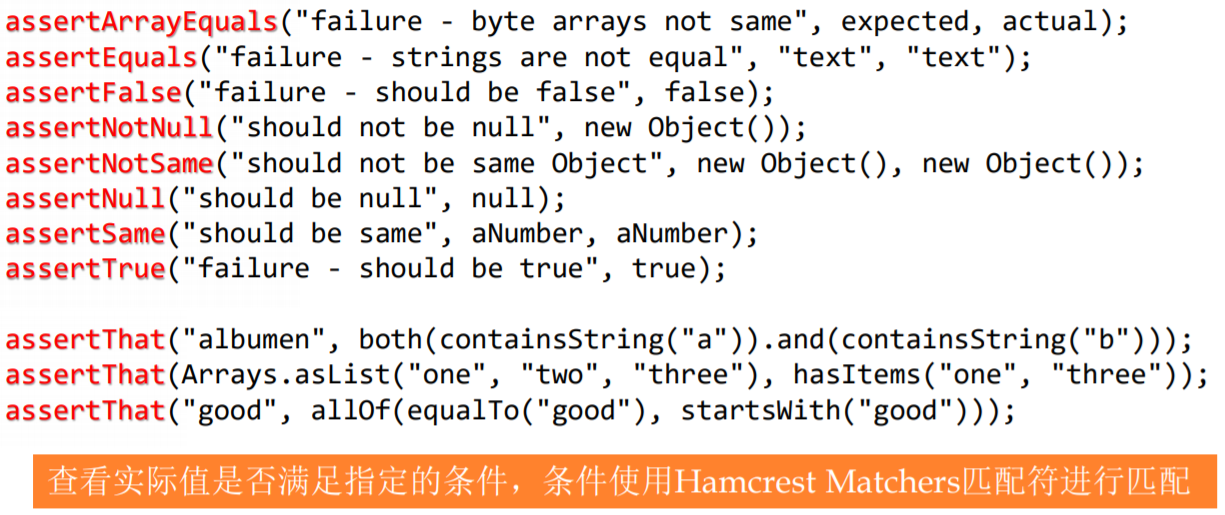 assertArrayEquals("failure - byte arrays not same", expected, actual);
assertEquals("failure - strings are not equal", "text", "text");
assertFalse("failure - should be false", false);
assertNotNull("should not be null", new Object());
assertNotSame("should not be same Object", new Object(), new Object());
assertNull("should be null", null);
assertSame("should be same", aNumber, aNumber);
assertTrue("failure - should be true", true);
assertThat("albumen", both(containsString("a")).and(containsString("b")));
assertThat(Arrays.asList("one", "two", "three"), hasItems("one", "three"));
assertThat("good", allOf(equalTo("good"), startsWith("good")));
查看实际值是否满足指定的条件，条件使用Hamcrest Matchers匹配符进行匹配